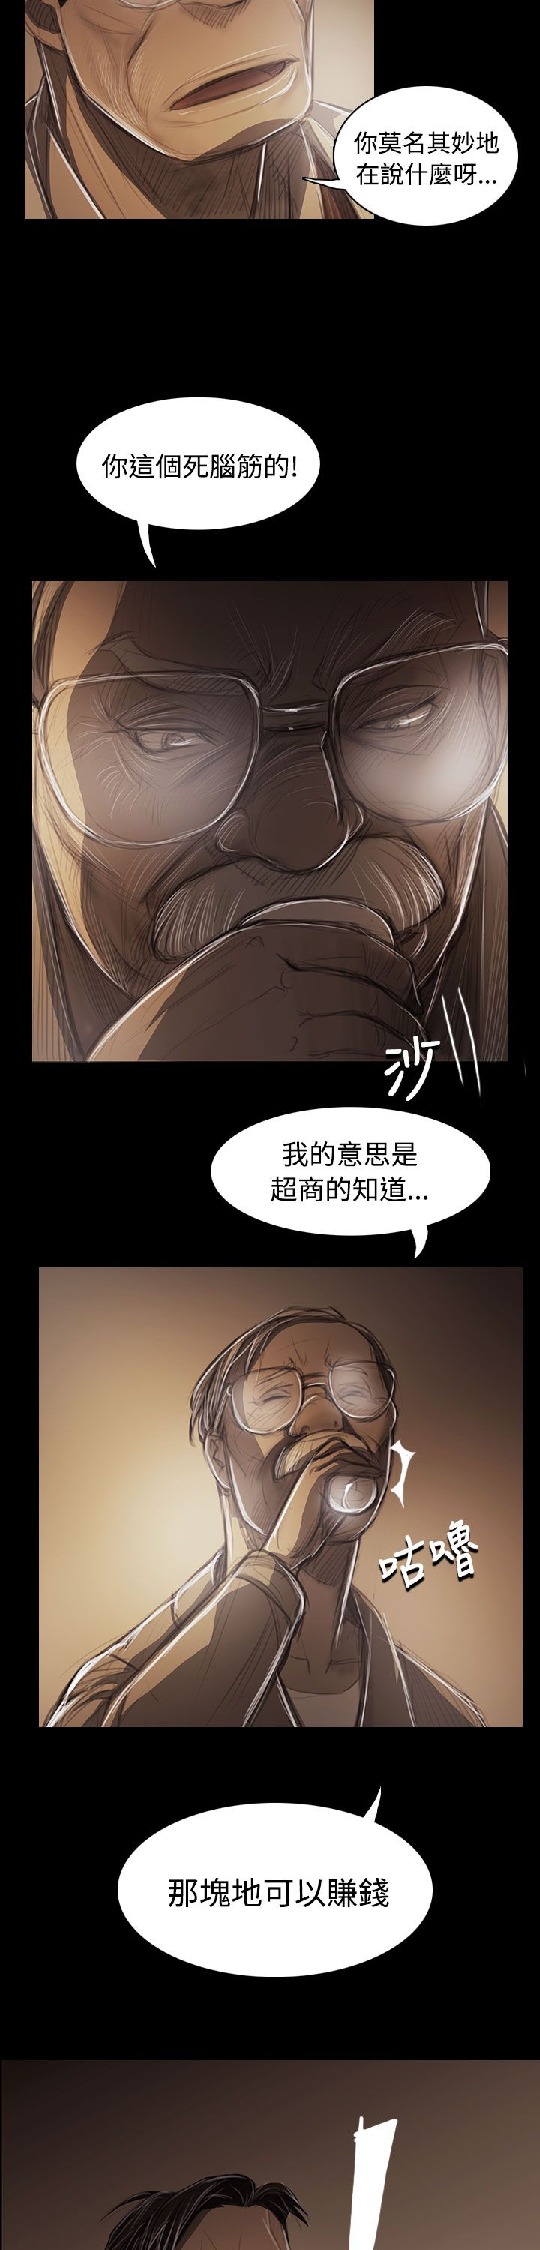 你莫名其妙地
在說什麼呀...
你這個死腦筋的!
沙
我的意思是
超商的知道...
咕嚕
那塊地可以賺錢